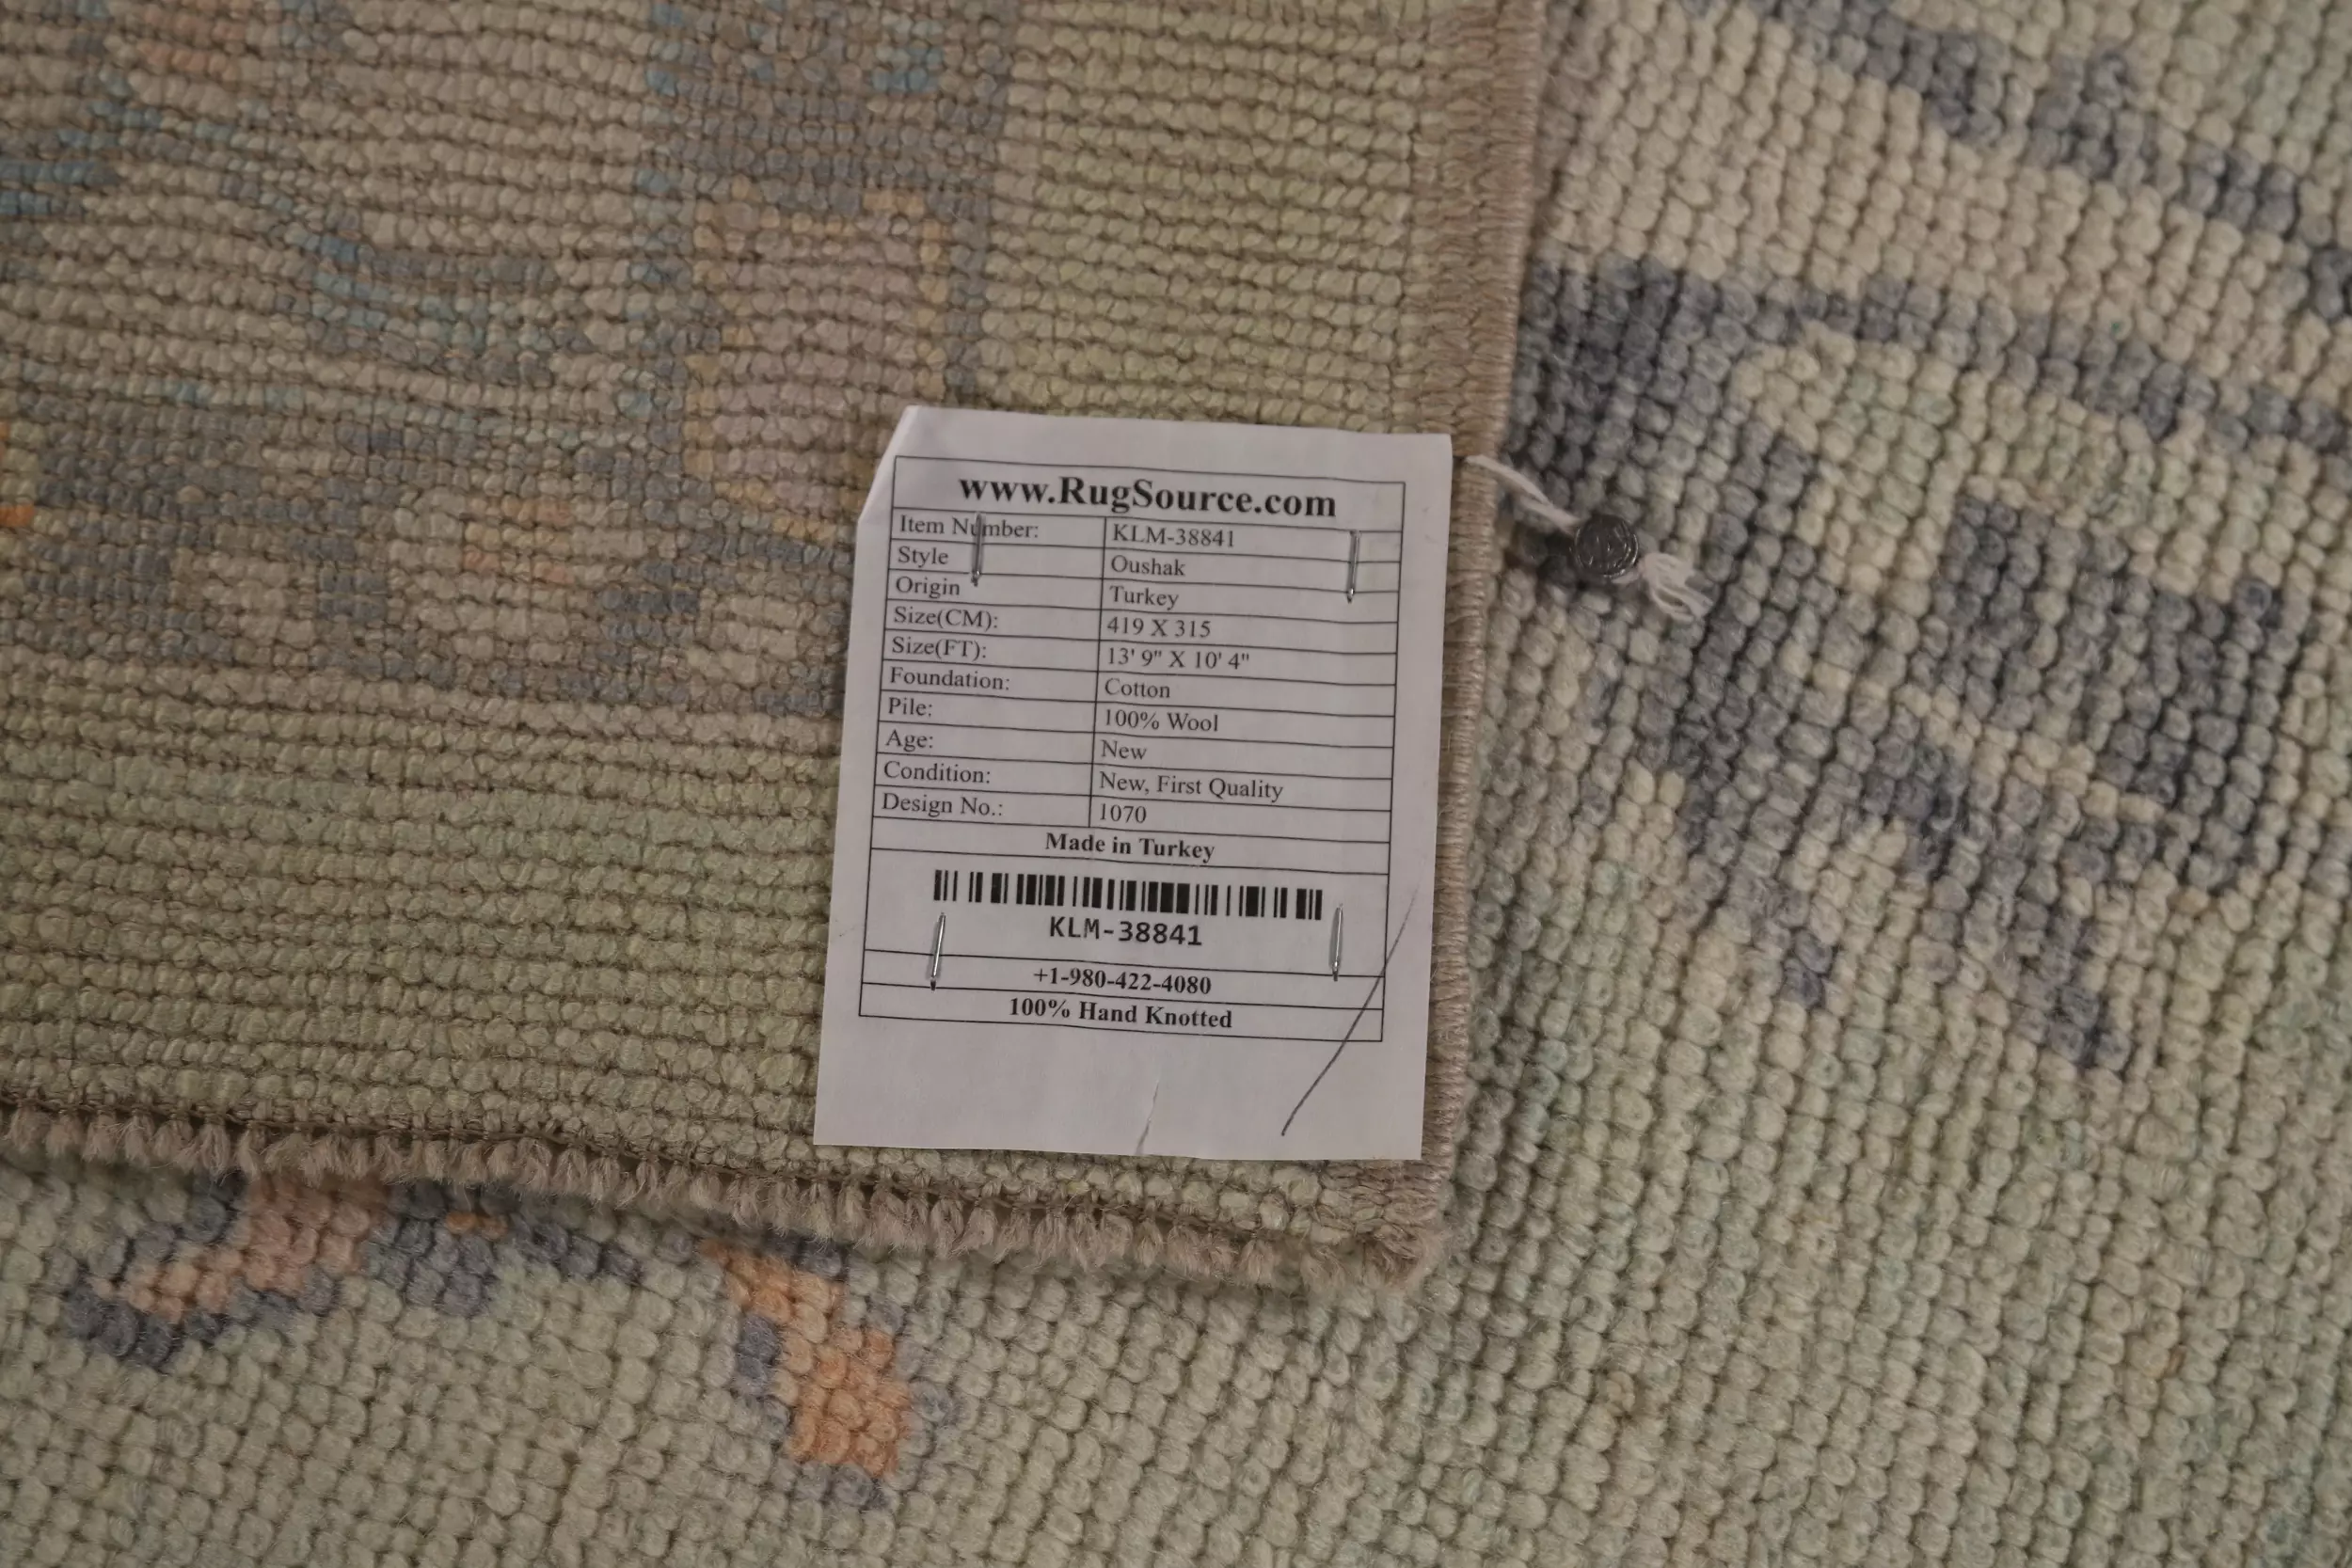 www.RugSource.com
Item Number: KLM-38841
Style Oushak
Origin Turkey
Size(CM): 419 X 315
Size(FT): 13' 9" X 10' 4"
Foundation: Cotton
Pile: 100% Wool
Age: New
Condition: New, First Quality
Design No.: 1070
Made in Turkey
KLM-38841
+1-980-422-4080
100% Hand Knotted